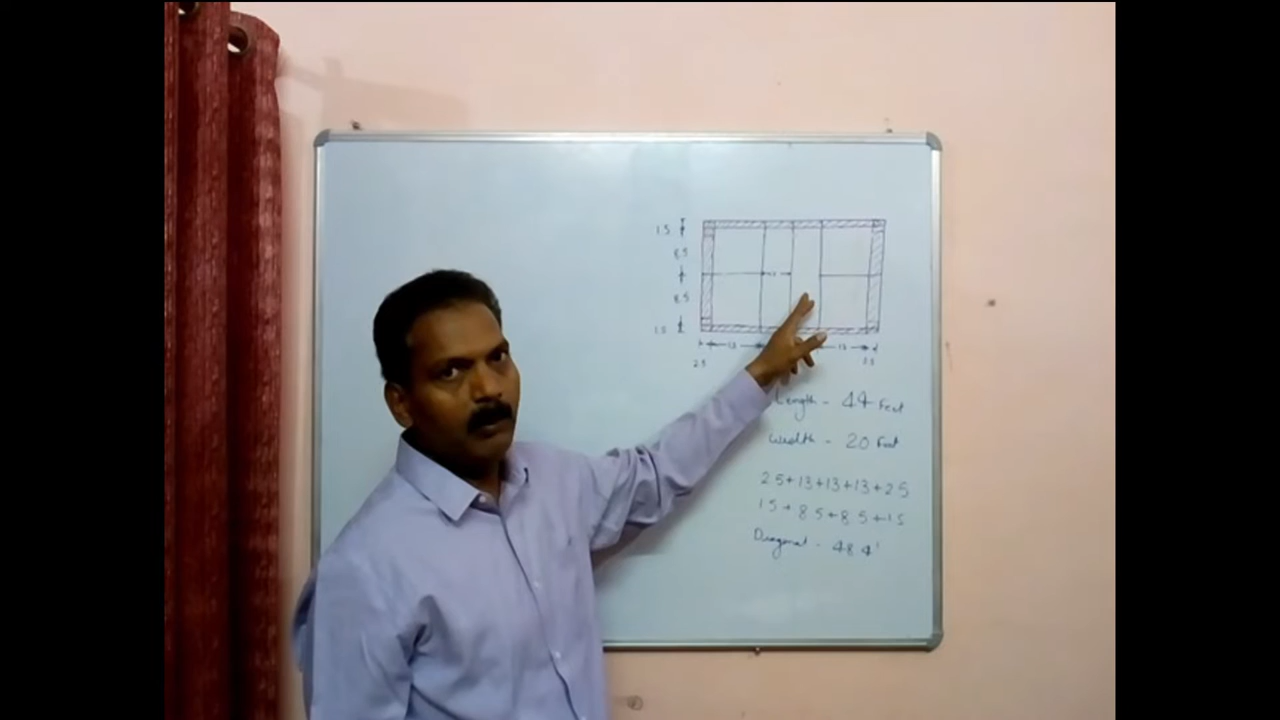 1.5
8.5
8.5
1.5
13 13
2.5 2.5
Length - 44 Feet
Width - 20 Feet
2.5+13+13+13+2.5
1.5+8.5+8.5+1.5
Diagonal - 48.4'